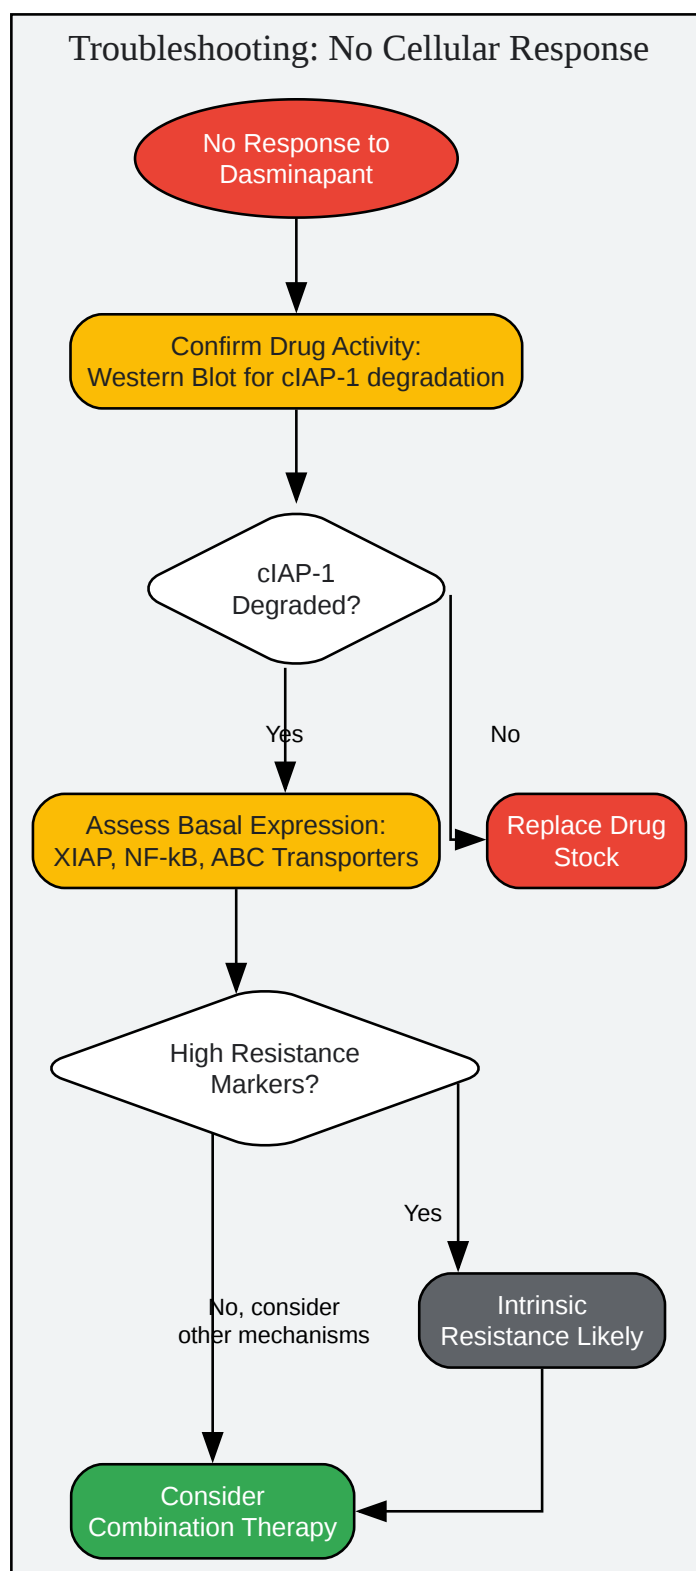 Troubleshooting: No Cellular Response
No Response to
Dasminapant
Confirm Drug Activity:
Western Blot for cIAP-1 degradation
cIAP-1
Degraded?
Yes
No
Assess Basal Expression:
XIAP, NF-kB, ABC Transporters
Replace Drug
Stock
High Resistance
Markers?
Yes
No, consider
other mechanisms
Intrinsic
Resistance Likely
Consider
Combination Therapy